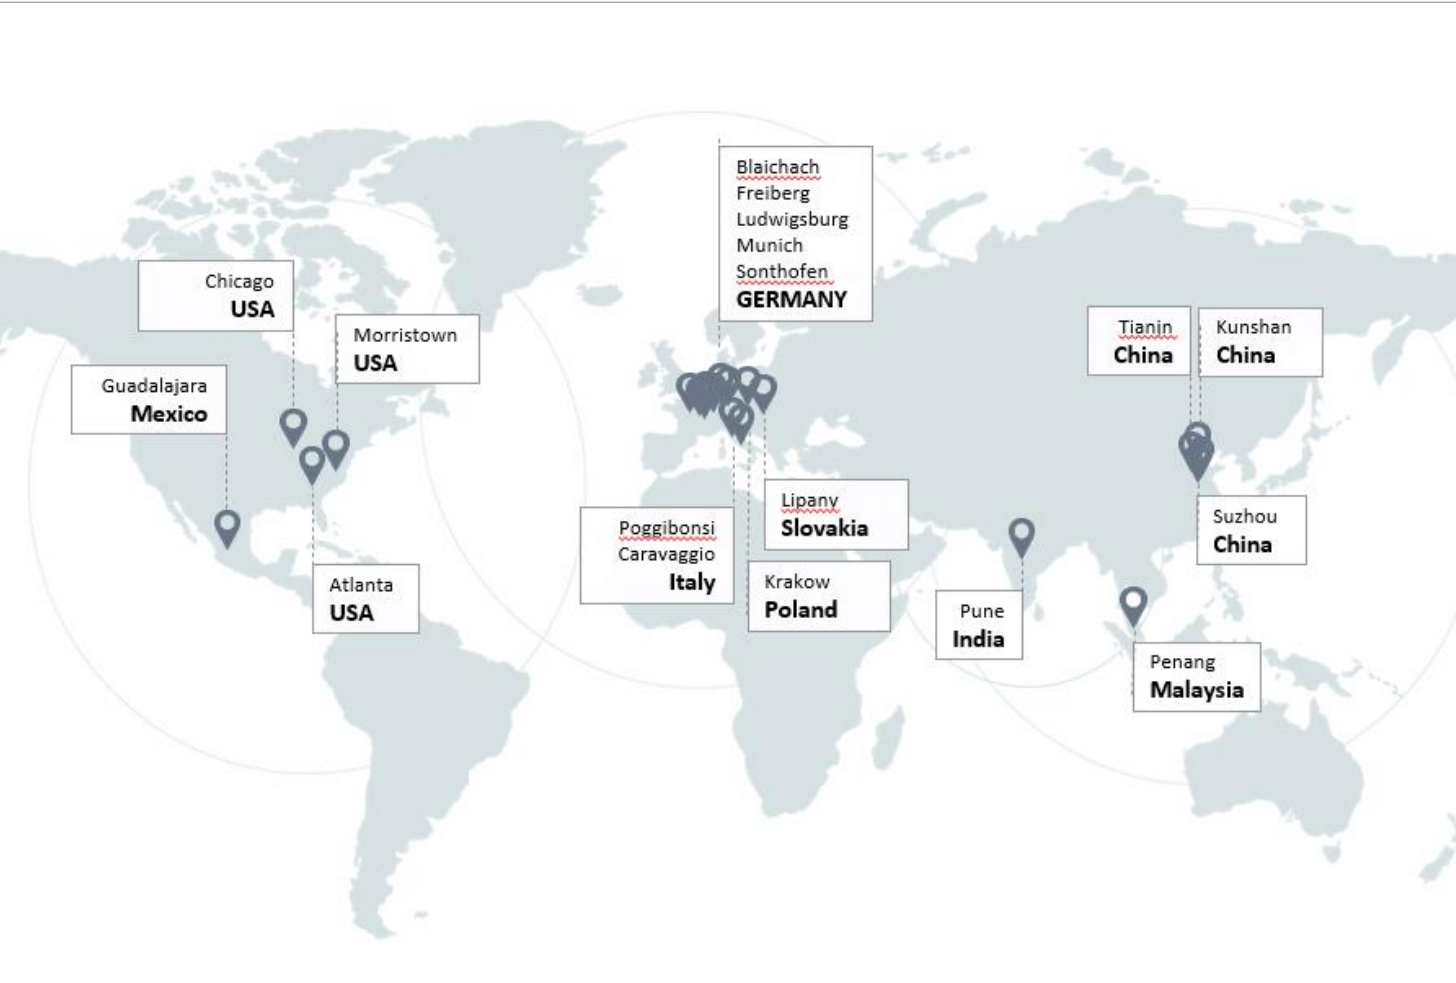 Blaichach
Freiberg
Ludwigsburg
Munich
Sonthofen
GERMANY
Chicago
USA
Morristown
USA
Guadalajara
Mexico
Tianin
China
Kunshan
China
Lipany
Slovakia
Poggibonsi
Caravaggio
Italy
Krakow
Poland
Atlanta
USA
Suzhou
China
Pune
India
Penang
Malaysia